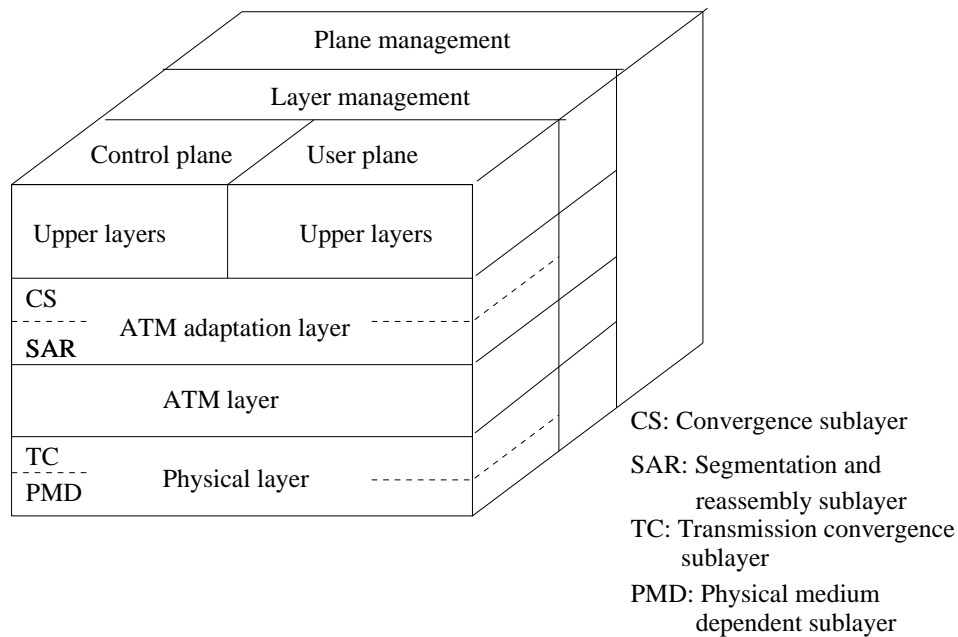 Plane management
Layer management
Control plane
User plane
Upper layers
Upper layers
CS
ATM adaptation layer
SAR
ATM layer
TC
Physical layer
PMD
CS: Convergence sublayer
SAR: Segmentation and
reassembly sublayer
TC: Transmission convergence
sublayer
PMD: Physical medium
dependent sublayer